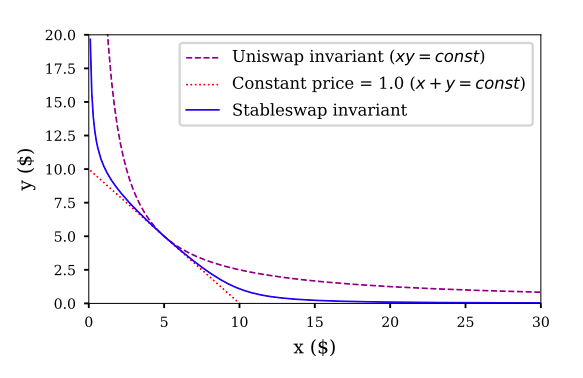 Uniswap invariant (xy = const)
Constant price = 1.0 (x + y = const)
Stableswap invariant
20.0
17.5
15.0
12.5
10.0
7.5
5.0
2.5
0.0
y ($)
0 5 10 15 20 25 30
x ($)